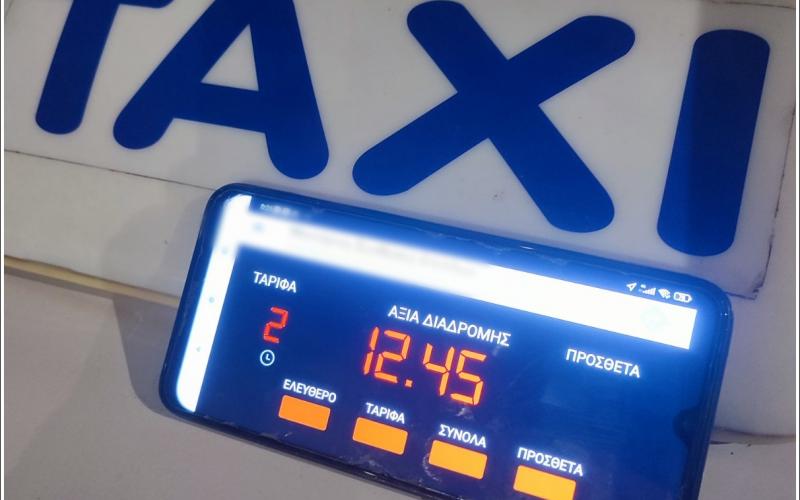 TAXI
ΤΑΡΙΦΑ
2
ΑΞΙΑ ΔΙΑΔΡΟΜΗΣ
12.45
ΠΡΟΣΘΕΤΑ
ΕΛΕΥΘΕΡΟ
ΤΑΡΙΦΑ
ΣΥΝΟΛΑ
ΠΡΟΣΘΕΤΑ